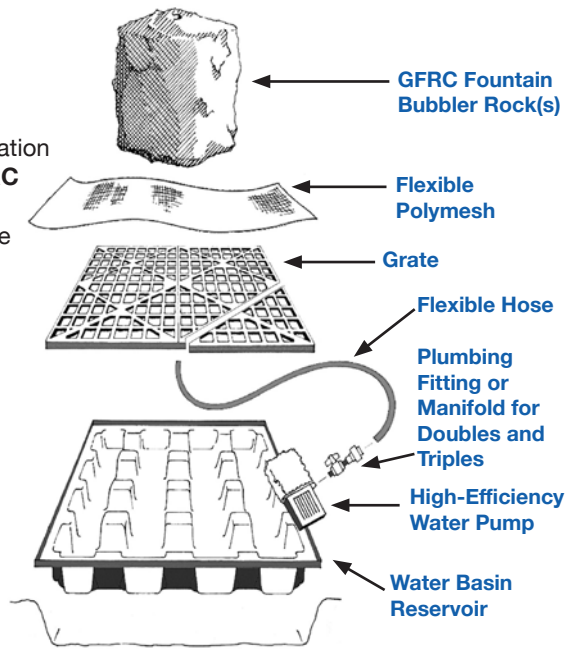 GFRC Fountain
Bubbler Rock(s)
ation
C
Flexible
Polymesh
e
Grate
Flexible Hose
Plumbing
Fitting or
Manifold for
Doubles and
Triples
High-Efficiency
Water Pump
Water Basin
Reservoir